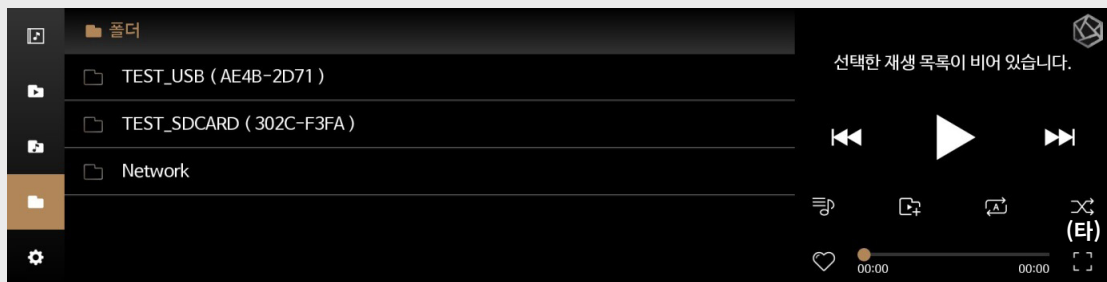 폴더
TEST_USB ( AE4B-2D71 )
TEST_SDCARD ( 302C-F3FA )
Network
선택한 재생 목록이 비어 있습니다.
A
(타)
00:00 00:00